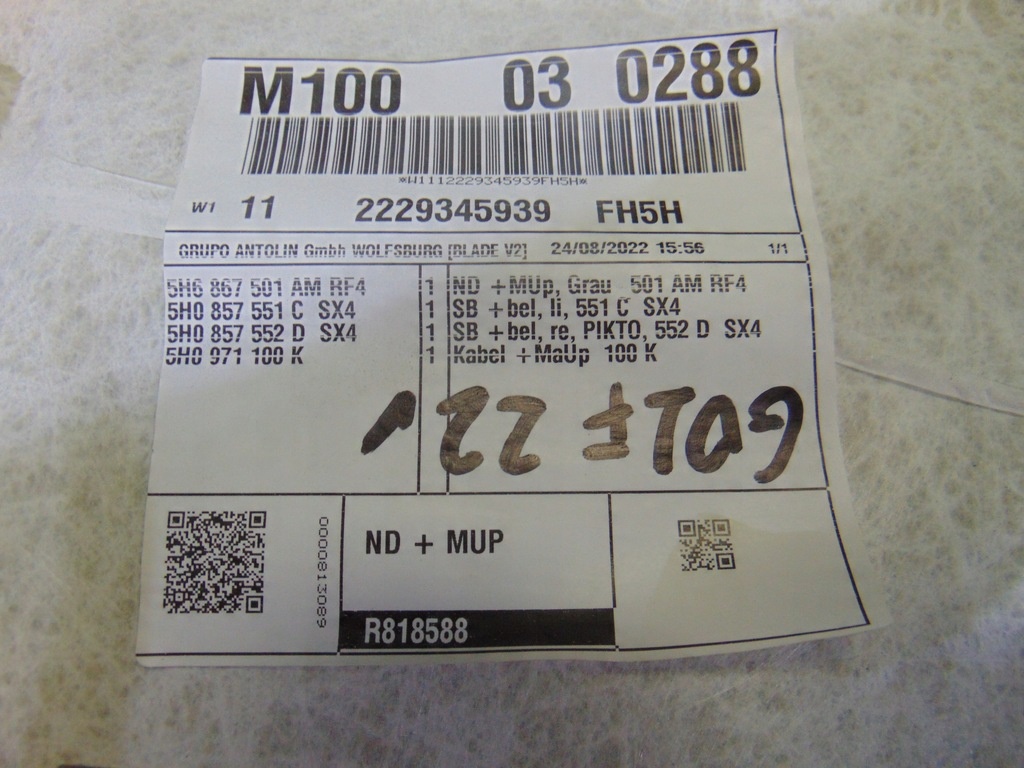 M100 03 0288
*W1112229345939FH5H*
W1 11 2229345939 FH5H
GRUPO ANTOLIN Gmbh WOLFSBURG [BLADE V2] 24/08/2022 15:56 1/1
5H6 867 501 AM RF4 1 ND +MUp, Grau 501 AM RF4
5H0 857 551 C SX4 1 SB +bel, li, 551 C SX4
5H0 857 552 D SX4 1 SB +bel, re, PIKTO, 552 D SX4
5H0 971 100 K 1 Kabel +MaUp 100 K
GOLF 221
0000813089
ND + MUP
R818588